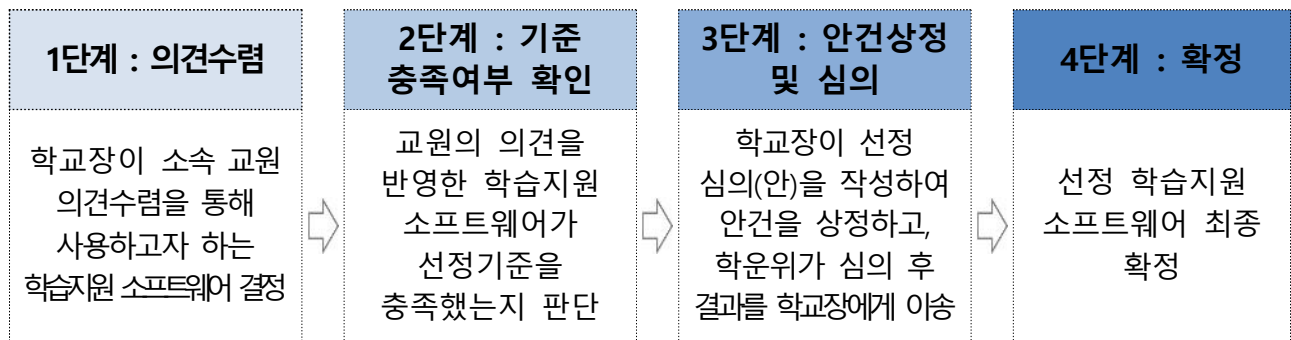 1단계 : 의견수렴
학교장이 소속 교원
의견수렴을 통해
사용하고자 하는
학습지원 소프트웨어 결정
2단계 : 기준
충족여부 확인
교원의 의견을
반영한 학습지원
소프트웨어가
선정기준을
충족했는지 판단
3단계 : 안건상정
및 심의
학교장이 선정
심의(안)을 작성하여
안건을 상정하고,
학운위가 심의 후
결과를 학교장에게 이송
4단계 : 확정
선정 학습지원
소프트웨어 최종
확정